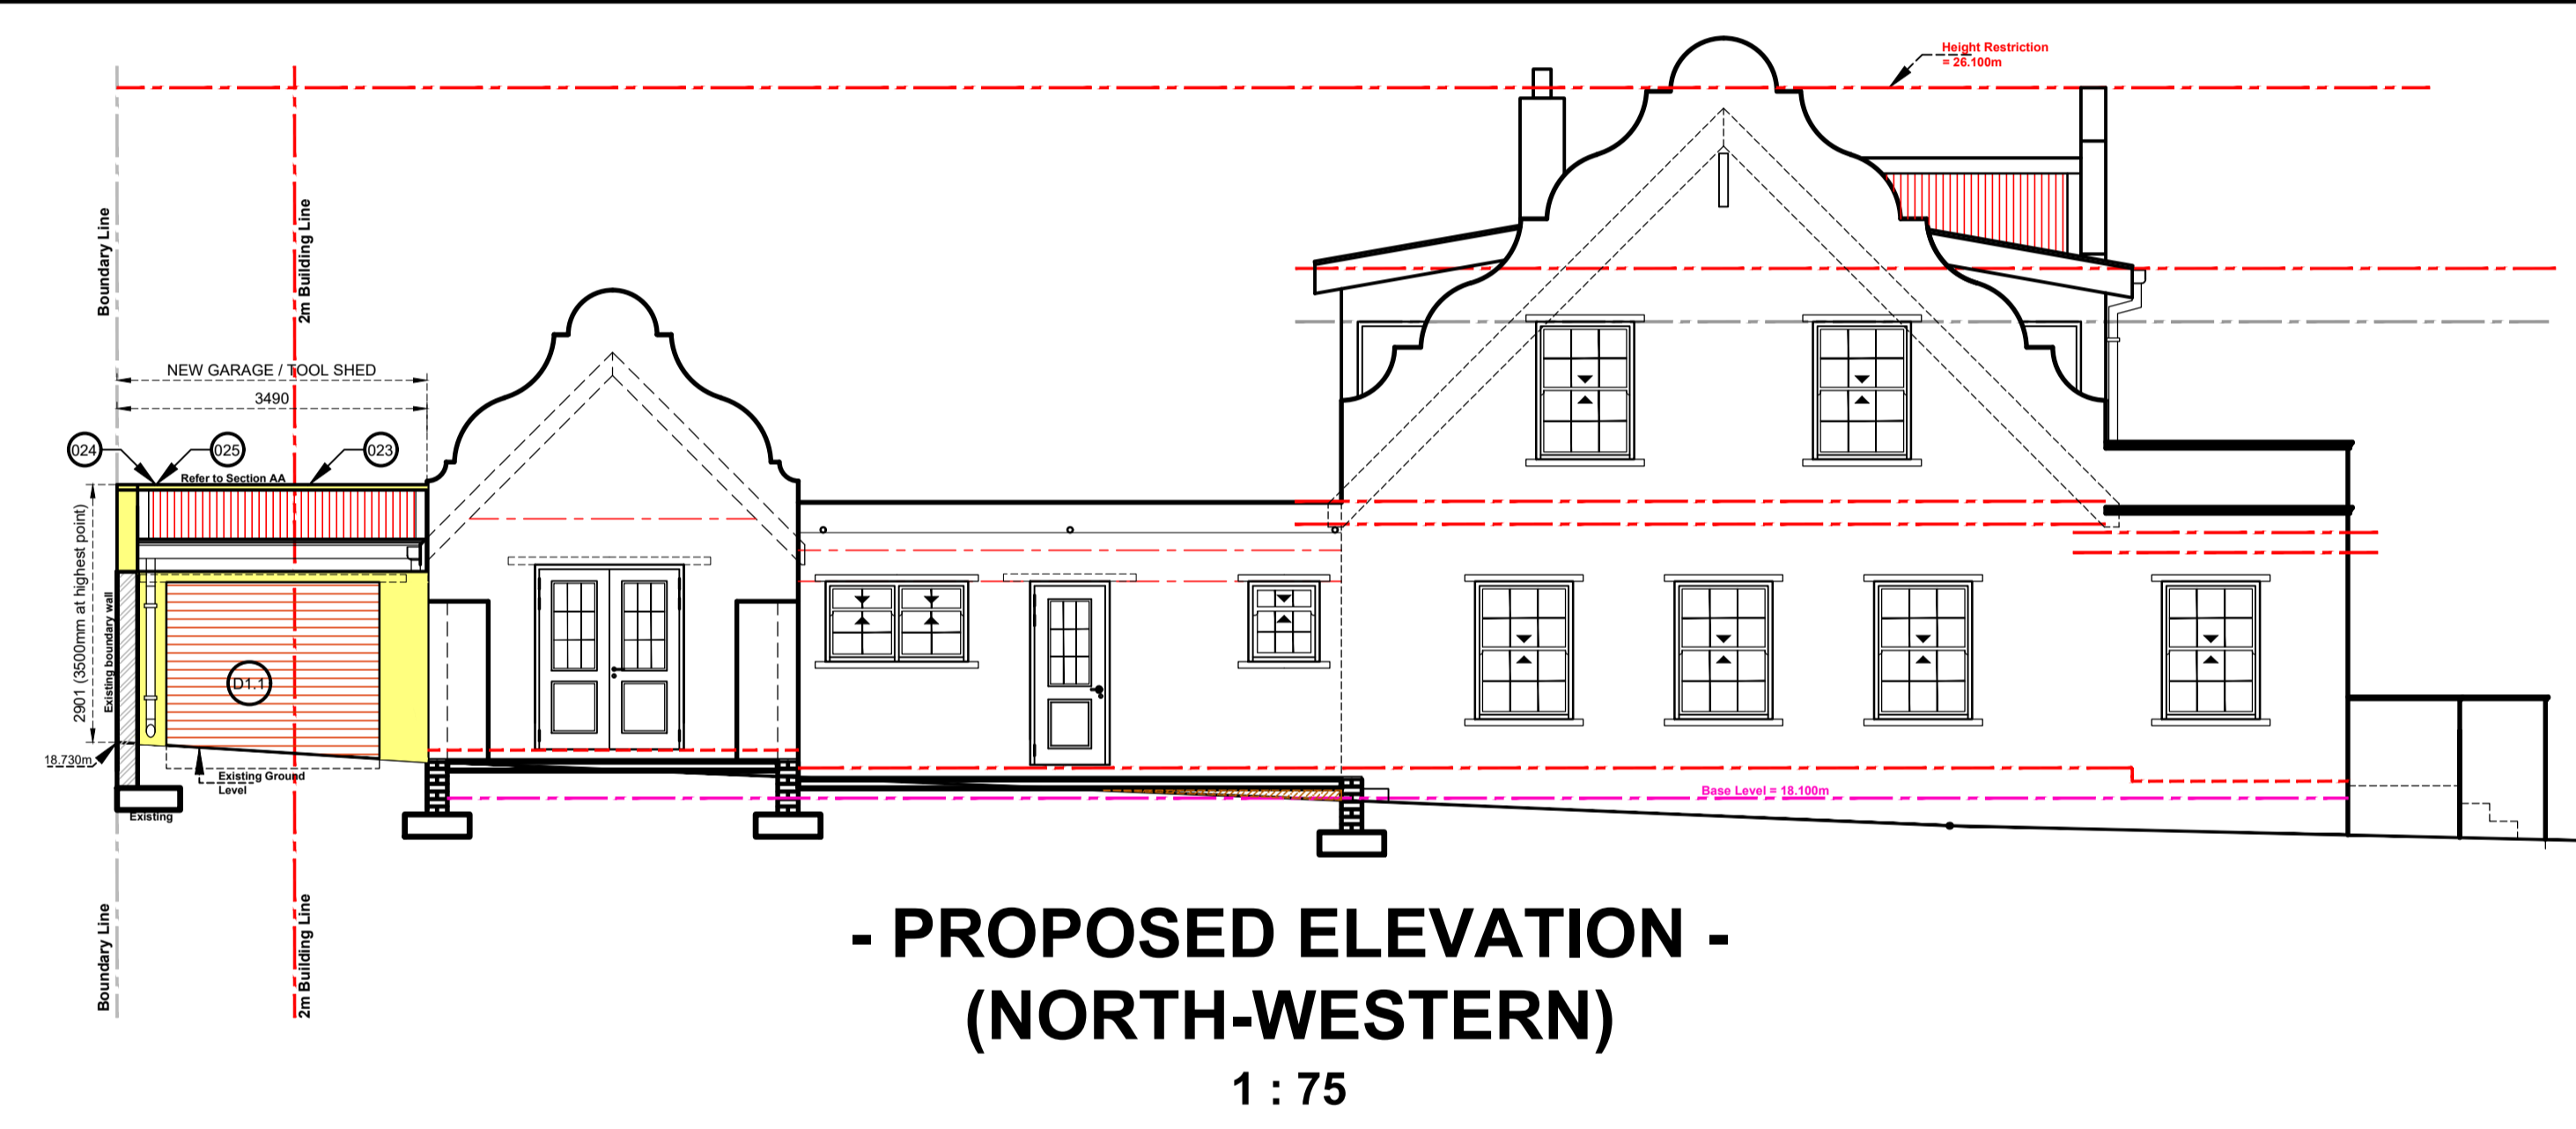 Height Restriction
= 26.100m
Boundary Line
2m Building Line
NEW GARAGE / TOOL SHED
3490
024
025
023
Refer to Section AA
2901 (3500mm at highest point)
Existing boundary wall
D1.1
18.730m
Existing Ground
Level
Existing
Base Level = 18.100m
Boundary Line
2m Building Line
- PROPOSED ELEVATION -
(NORTH-WESTERN)
1 : 75